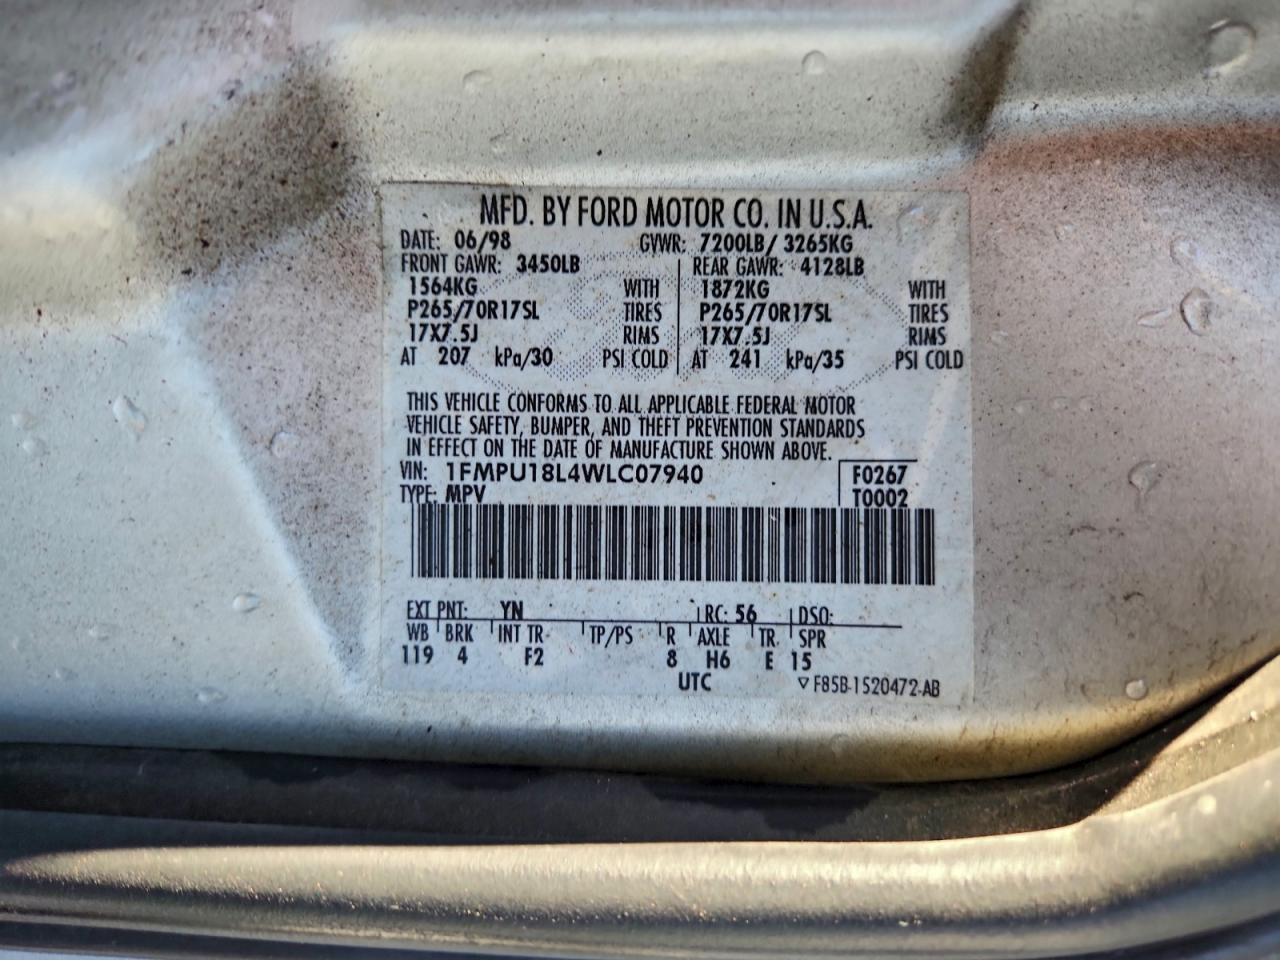 MFD. BY FORD MOTOR CO. IN U.S.A.
DATE: 06/98 GVWR: 7200LB/ 3265KG
FRONT GAWR: 3450LB REAR GAWR: 4128LB
1564KG WITH 1872KG WITH
P265/70R17SL TIRES P265/70R17SL TIRES
17X7.5J RIMS 17X7.5J RIMS
AT 207 kPa/30 PSI COLD AT 241 kPa/35 PSI COLD
THIS VEHICLE CONFORMS TO ALL APPLICABLE FEDERAL MOTOR
VEHICLE SAFETY, BUMPER, AND THEFT PREVENTION STANDARDS
IN EFFECT ON THE DATE OF MANUFACTURE SHOWN ABOVE.
VIN: 1FMPU18L4WLC07940 F0267
TYPE: MPV T0002
EXT PNT: YN RC: 56 DSO:
WB BRK INT TR TP/PS R AXLE TR SPR
119 4 F2 8 H6 E 15
UTC ▽ F85B-1520472-AB